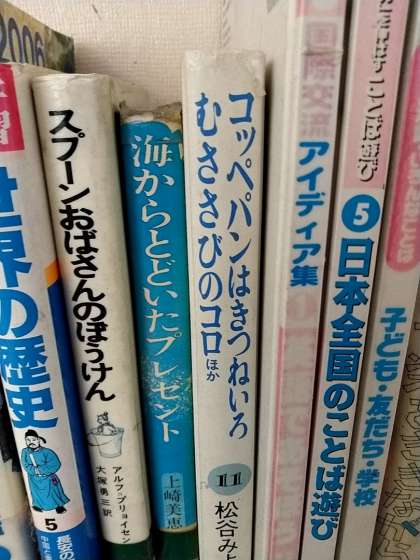 2006
習
世界の歴史
5
長安の
スプーンおばさんのぼうけん
アルフ=プリョイセン
大塚勇三訳
海からとどいたプレゼント
上崎美恵
コッペパンはきつねいろ
むささびのコロ
ほか
11
松谷み
国際交流
アイディア集
ことば遊び
5
日本全国のことば遊び
子ども・友だち・学校